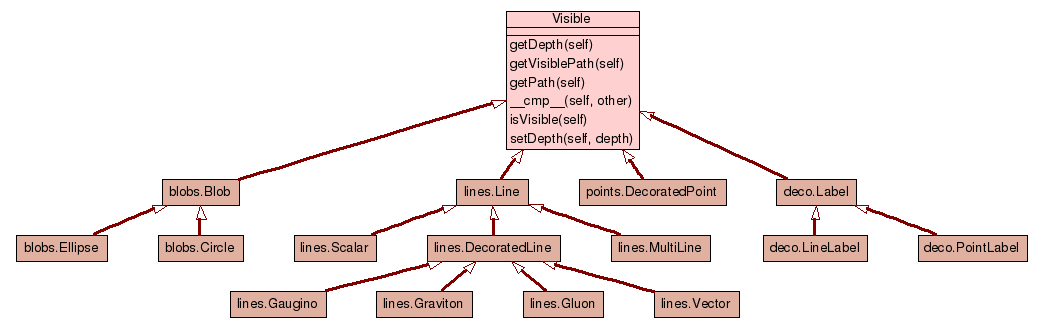 Visible
getDepth(self)
getVisiblePath(self)
getPath(self)
__cmp__(self, other)
isVisible(self)
setDepth(self, depth)
blobs.Blob
lines.Line
points.DecoratedPoint
deco.Label
blobs.Ellipse
blobs.Circle
lines.Scalar
lines.DecoratedLine
lines.MultiLine
deco.LineLabel
deco.PointLabel
lines.Gaugino
lines.Graviton
lines.Gluon
lines.Vector